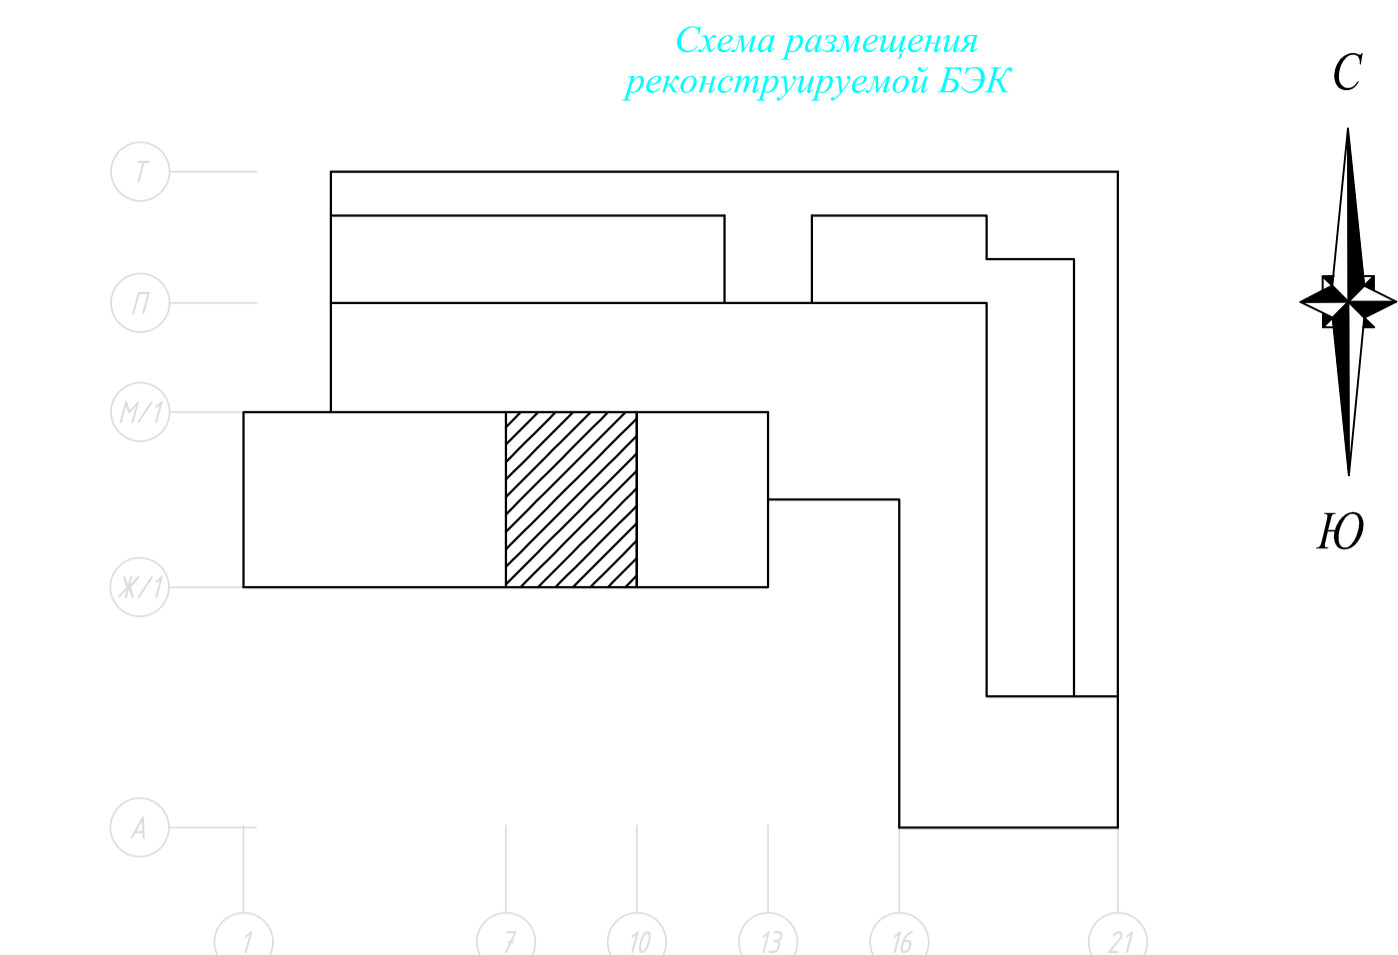 Схема размещения
реконструируемой БЭК
С
Т
П
М/1
Ж/1
Ю
А
1
7
10
13
16
21